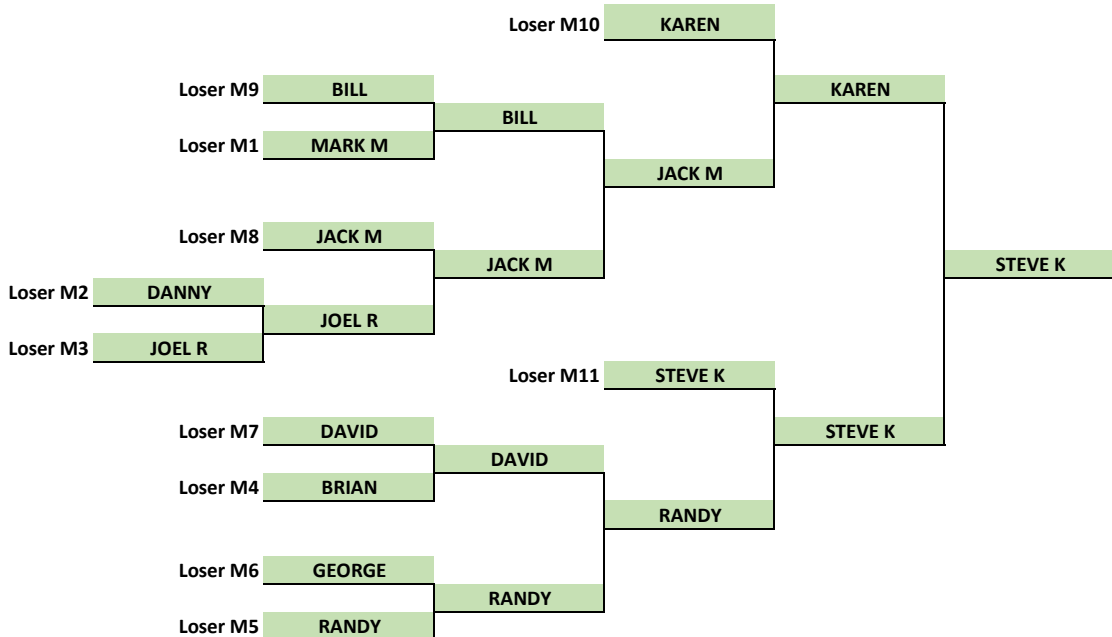 Loser M10 KAREN
Loser M9 BILL KAREN
BILL
Loser M1 MARK M
JACK M
Loser M8 JACK M
JACK M STEVE K
Loser M2 DANNY
JOEL R
Loser M3 JOEL R
Loser M11 STEVE K
Loser M7 DAVID STEVE K
DAVID
Loser M4 BRIAN
RANDY
Loser M6 GEORGE
RANDY
Loser M5 RANDY